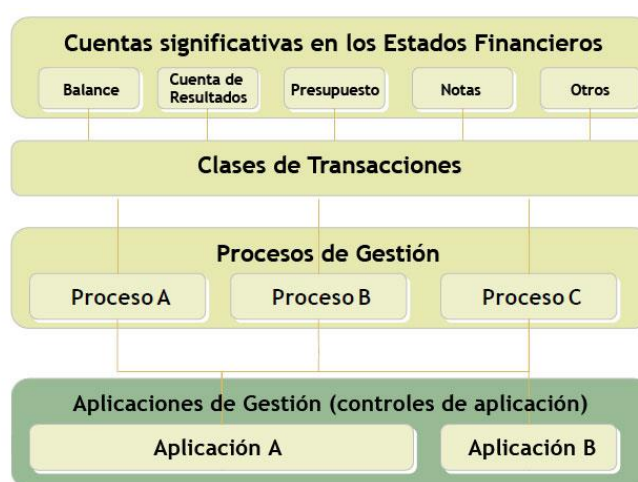 Cuentas significativas en los Estados Financieros
Balance
Cuenta de
Resultados
Presupuesto
Notas
Otros
Clases de Transacciones
Procesos de Gestión
Proceso A
Proceso B
Proceso C
Aplicaciones de Gestión (controles de aplicación)
Aplicación A
Aplicación B